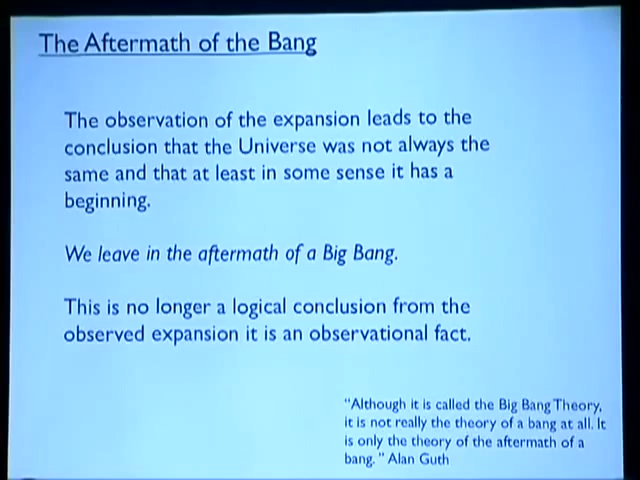 The Aftermath of the Bang
The observation of the expansion leads to the
conclusion that the Universe was not always the
same and that at least in some sense it has a
beginning.
We leave in the aftermath of a Big Bang.
This is no longer a logical conclusion from the
observed expansion it is an observational fact.
"Although it is called the Big Bang Theory,
it is not really the theory of a bang at all. It
is only the theory of the aftermath of a
bang. " Alan Guth